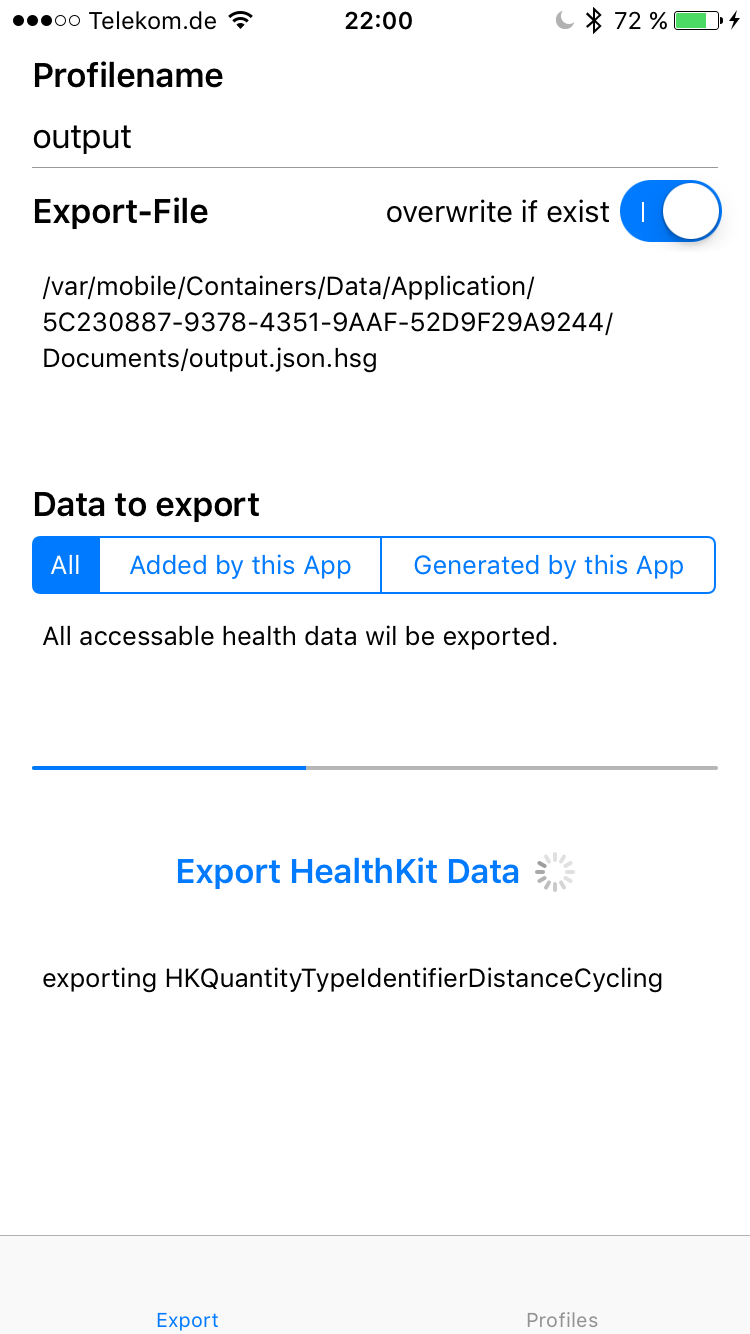 Telekom.de 22:00 72 %
Profilename
output
Export-File overwrite if exist
/var/mobile/Containers/Data/Application/
5C230887-9378-4351-9AAF-52D9F29A9244/
Documents/output.json.hsg
Data to export
All Added by this App Generated by this App
All accessable health data wil be exported.
Export HealthKit Data
exporting HKQuantityTypeIdentifierDistanceCycling
Export Profiles